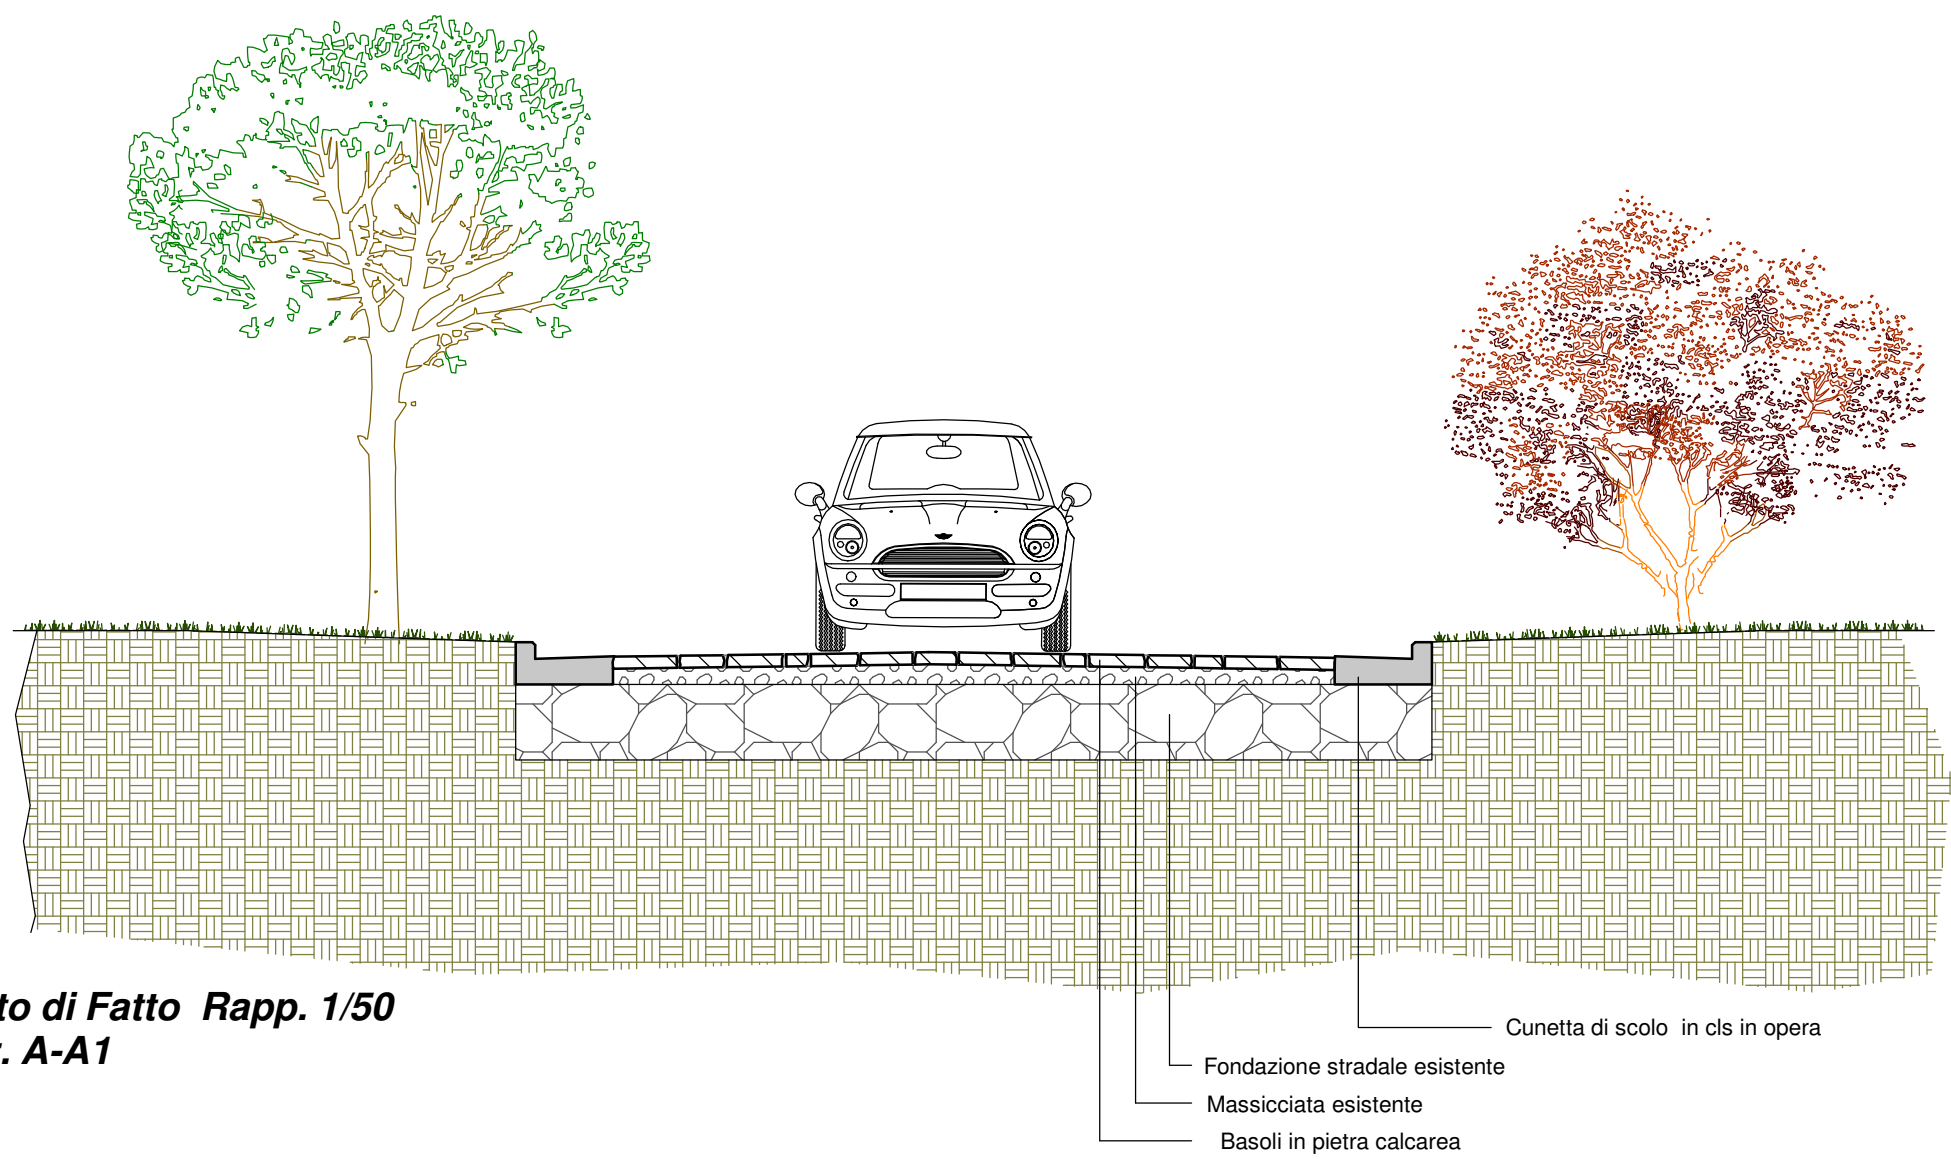 to di Fatto Rapp. 1/50
. A-A1
Cunetta di scolo in cls in opera
Fondazione stradale esistente
Massicciata esistente
Basoli in pietra calcarea